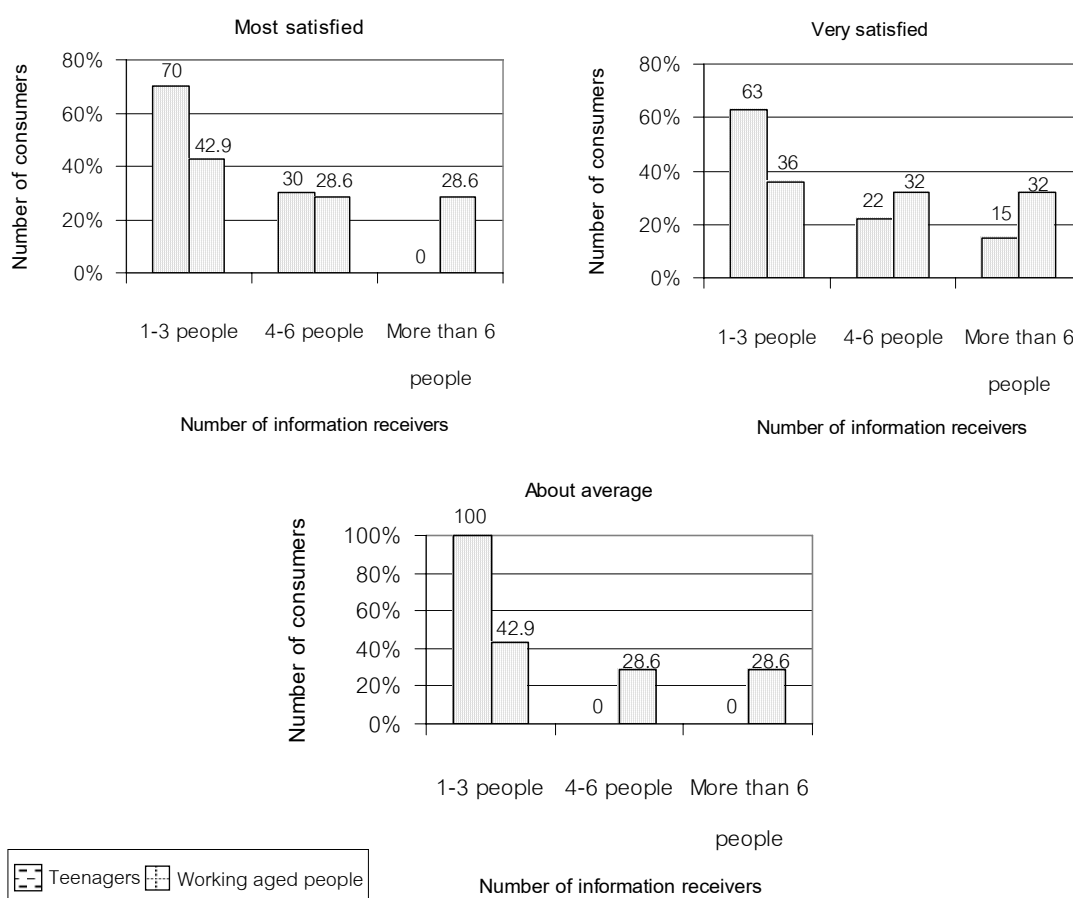 Most satisfied
Number of consumers
80%
60%
40%
20%
0%
70
42.9
30
28.6
0
28.6
1-3 people
4-6 people
More than 6
people
Number of information receivers
Very satisfied
Number of consumers
80%
60%
40%
20%
0%
63
36
22
32
15
32
1-3 people
4-6 people
More than 6
people
Number of information receivers
About average
Number of consumers
100%
80%
60%
40%
20%
0%
100
42.9
0
28.6
0
28.6
1-3 people
4-6 people
More than 6
people
Number of information receivers
Teenagers
Working aged people